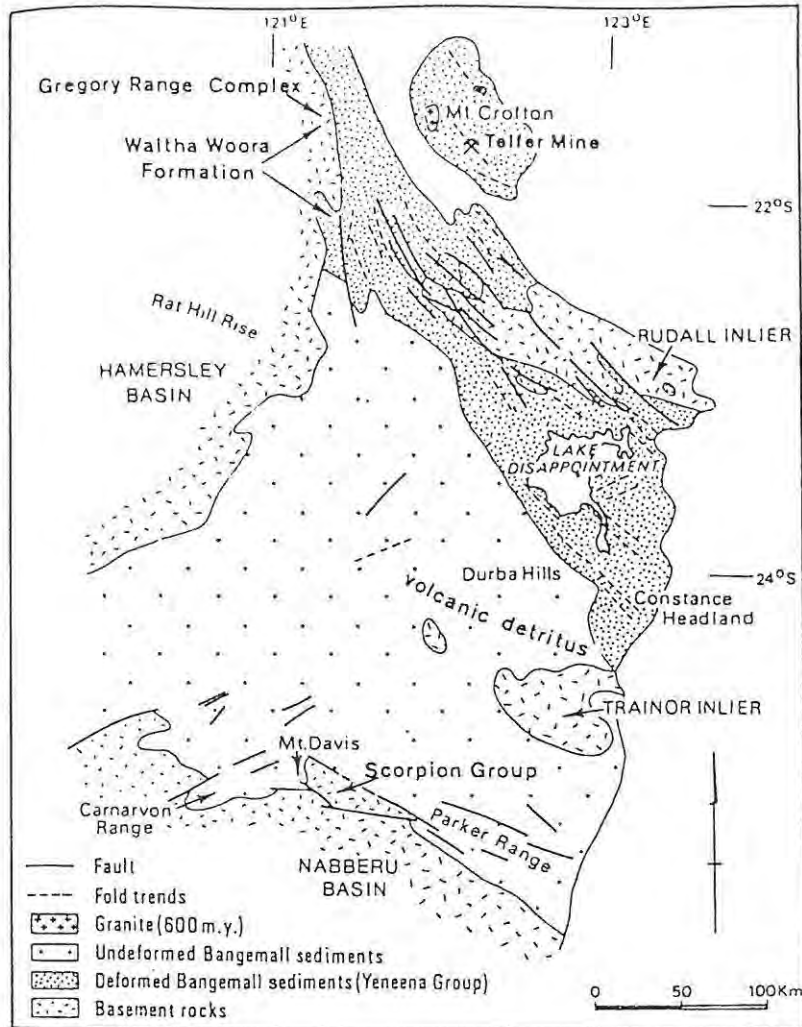 121°E
123°E
Gregory Range Complex
Mt. Crofton
Telfer Mine
Waltha Woora
Formation
22°S
Rat Hill Rise
RUDALL INLIER
HAMERSLEY
BASIN
LAKE
DISAPPOINTMENT
Durba Hills
24°S
volcanic detritus
Constance
Headland
TRAINOR INLIER
Mt. Davis
Scorpion Group
Carnarvon
Range
Parker Range
NABBERU
BASIN
Fault
Fold trends
Granite (600 m.y.)
Undeformed Bangemall sediments
Deformed Bangemall sediments (Yeneena Group)
Basement rocks
0 50 100Km